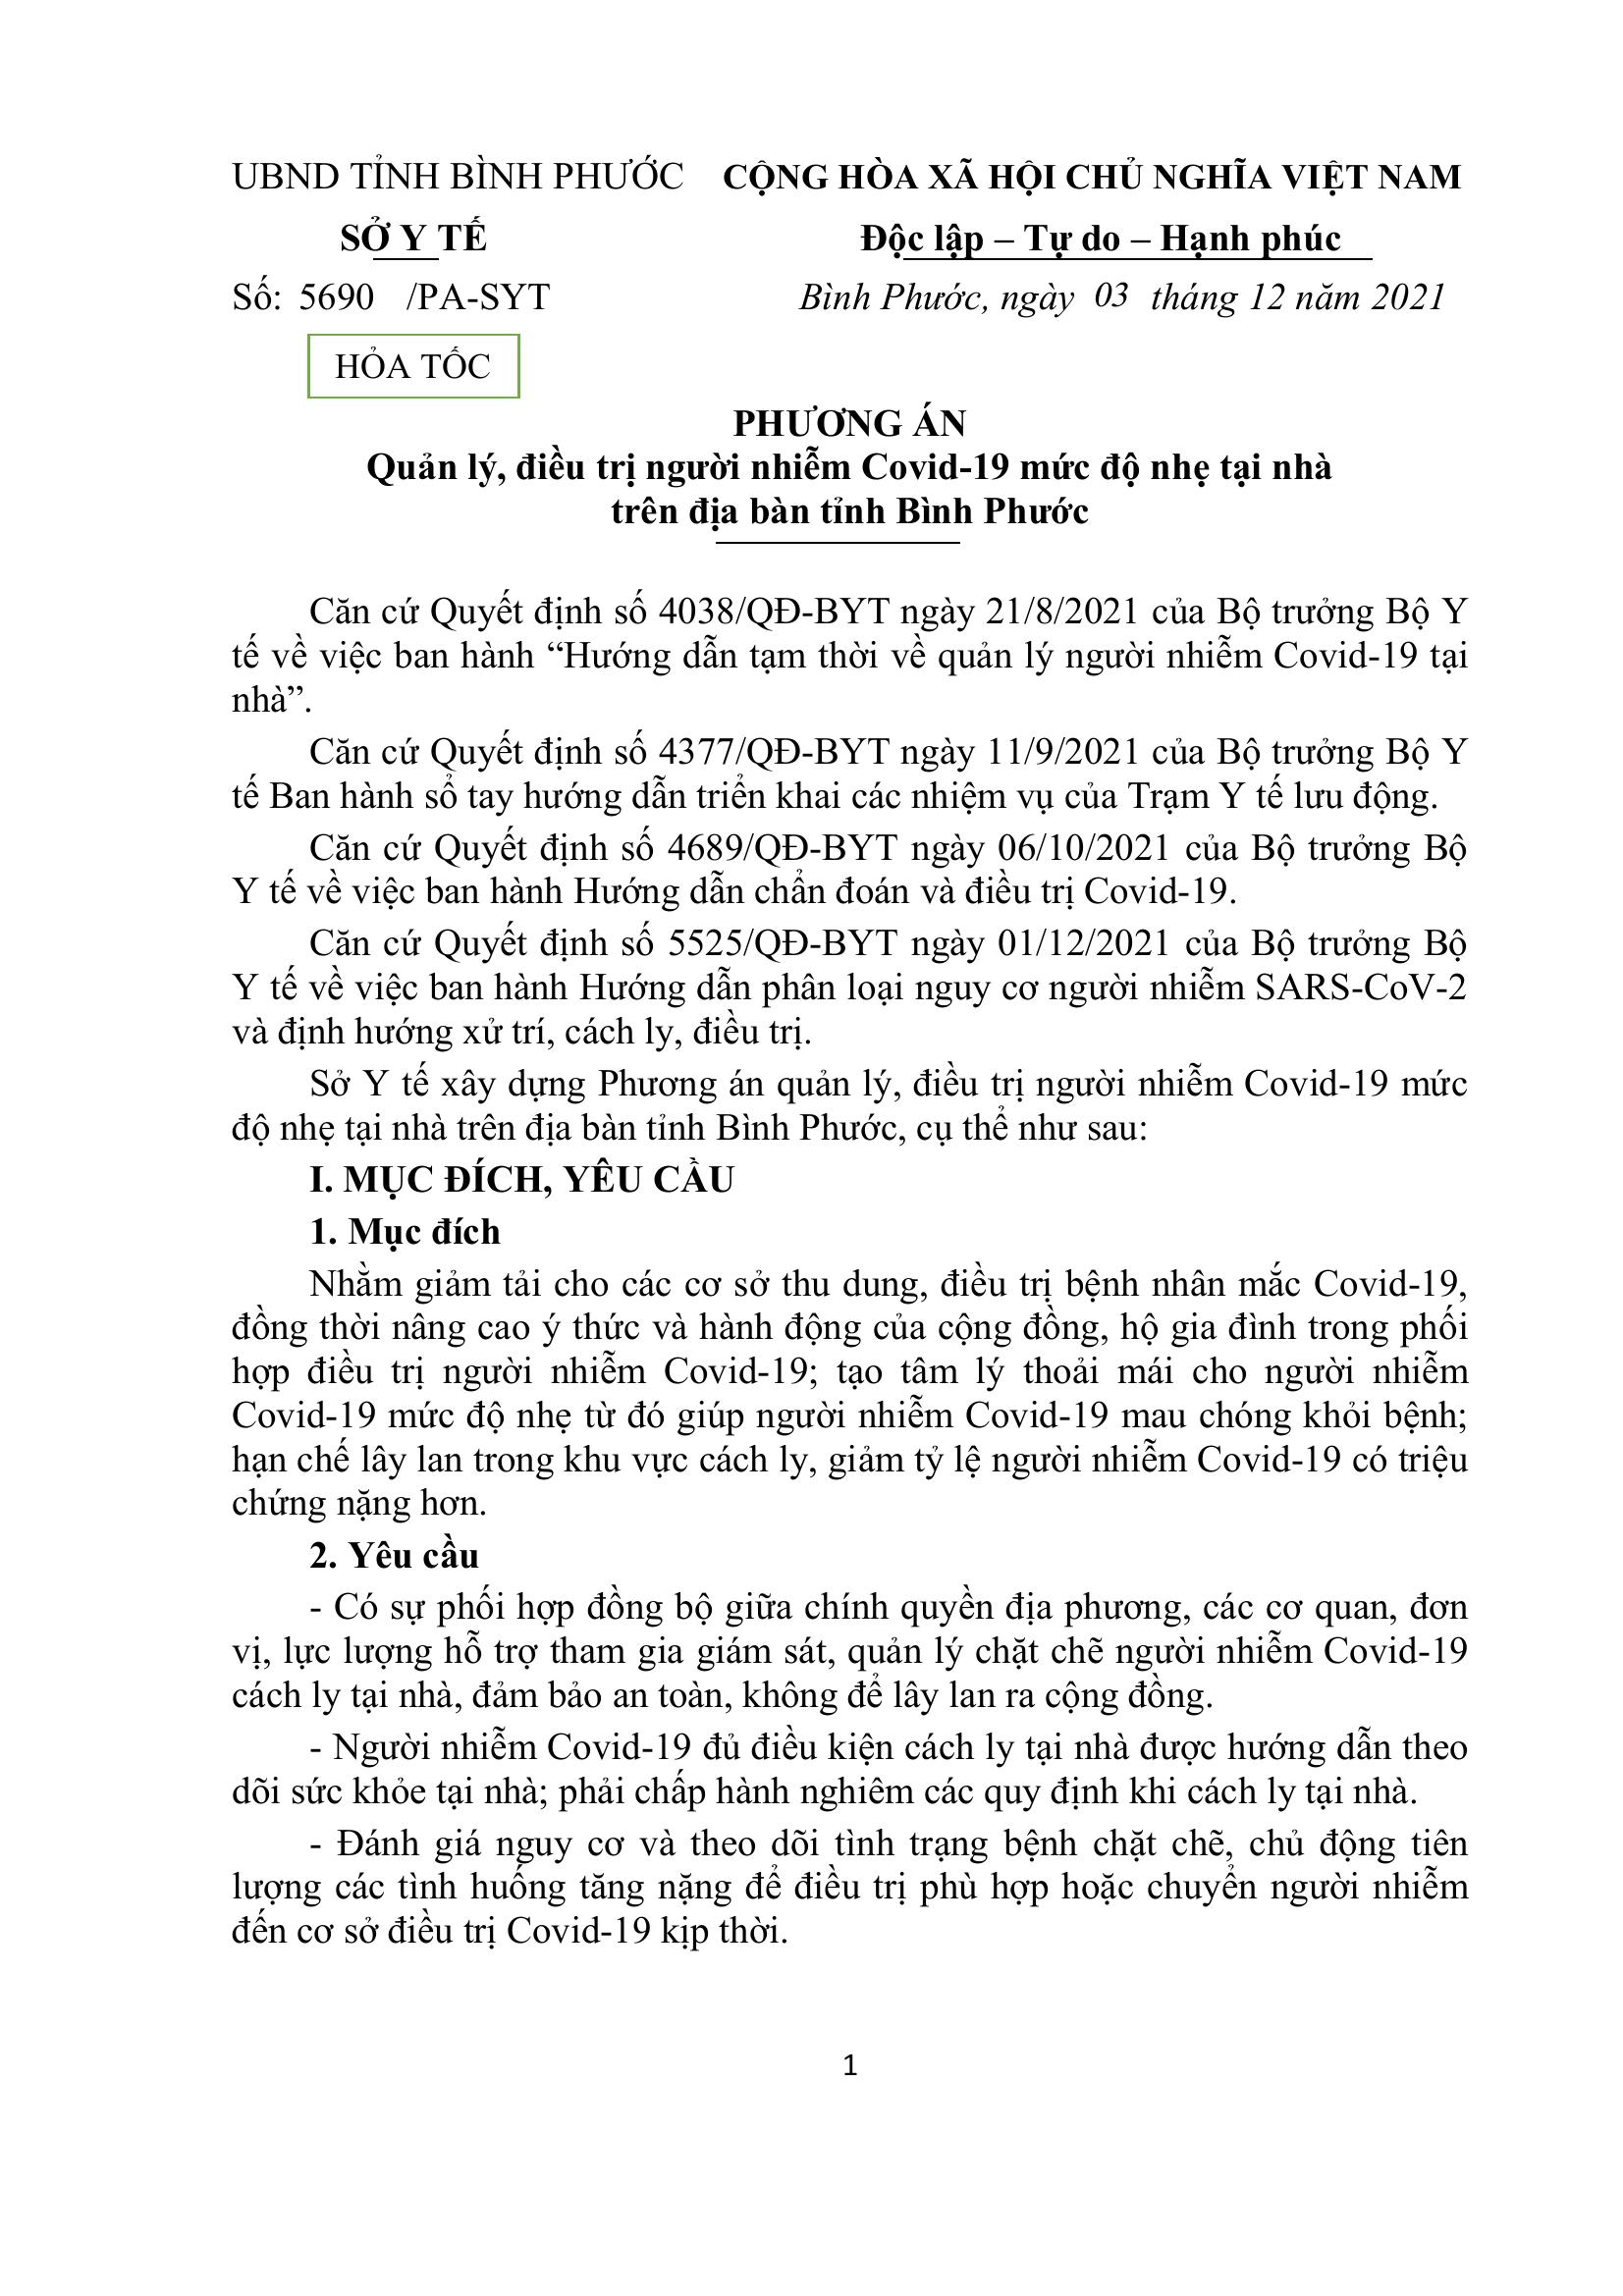 UBND TỈNH BÌNH PHƯỚC CỘNG HÒA XÃ HỘI CHỦ NGHĨA VIỆT NAM
SỞ Y TẾ Độc lập – Tự do – Hạnh phúc
Số: 5690 /PA-SYT Bình Phước, ngày 03 tháng 12 năm 2021
HỎA TỐC
PHƯƠNG ÁN
Quản lý, điều trị người nhiễm Covid-19 mức độ nhẹ tại nhà
trên địa bàn tỉnh Bình Phước
Căn cứ Quyết định số 4038/QĐ-BYT ngày 21/8/2021 của Bộ trưởng Bộ Y
tế về việc ban hành “Hướng dẫn tạm thời về quản lý người nhiễm Covid-19 tại
nhà”.
Căn cứ Quyết định số 4377/QĐ-BYT ngày 11/9/2021 của Bộ trưởng Bộ Y
tế Ban hành sổ tay hướng dẫn triển khai các nhiệm vụ của Trạm Y tế lưu động.
Căn cứ Quyết định số 4689/QĐ-BYT ngày 06/10/2021 của Bộ trưởng Bộ
Y tế về việc ban hành Hướng dẫn chẩn đoán và điều trị Covid-19.
Căn cứ Quyết định số 5525/QĐ-BYT ngày 01/12/2021 của Bộ trưởng Bộ
Y tế về việc ban hành Hướng dẫn phân loại nguy cơ người nhiễm SARS-CoV-2
và định hướng xử trí, cách ly, điều trị.
Sở Y tế xây dựng Phương án quản lý, điều trị người nhiễm Covid-19 mức
độ nhẹ tại nhà trên địa bàn tỉnh Bình Phước, cụ thể như sau:
I. MỤC ĐÍCH, YÊU CẦU
1. Mục đích
Nhằm giảm tải cho các cơ sở thu dung, điều trị bệnh nhân mắc Covid-19,
đồng thời nâng cao ý thức và hành động của cộng đồng, hộ gia đình trong phối
hợp điều trị người nhiễm Covid-19; tạo tâm lý thoải mái cho người nhiễm
Covid-19 mức độ nhẹ từ đó giúp người nhiễm Covid-19 mau chóng khỏi bệnh;
hạn chế lây lan trong khu vực cách ly, giảm tỷ lệ người nhiễm Covid-19 có triệu
chứng nặng hơn.
2. Yêu cầu
- Có sự phối hợp đồng bộ giữa chính quyền địa phương, các cơ quan, đơn
vị, lực lượng hỗ trợ tham gia giám sát, quản lý chặt chẽ người nhiễm Covid-19
cách ly tại nhà, đảm bảo an toàn, không để lây lan ra cộng đồng.
- Người nhiễm Covid-19 đủ điều kiện cách ly tại nhà được hướng dẫn theo
dõi sức khỏe tại nhà; phải chấp hành nghiêm các quy định khi cách ly tại nhà.
- Đánh giá nguy cơ và theo dõi tình trạng bệnh chặt chẽ, chủ động tiên
lượng các tình huống tăng nặng để điều trị phù hợp hoặc chuyển người nhiễm
đến cơ sở điều trị Covid-19 kịp thời.
1